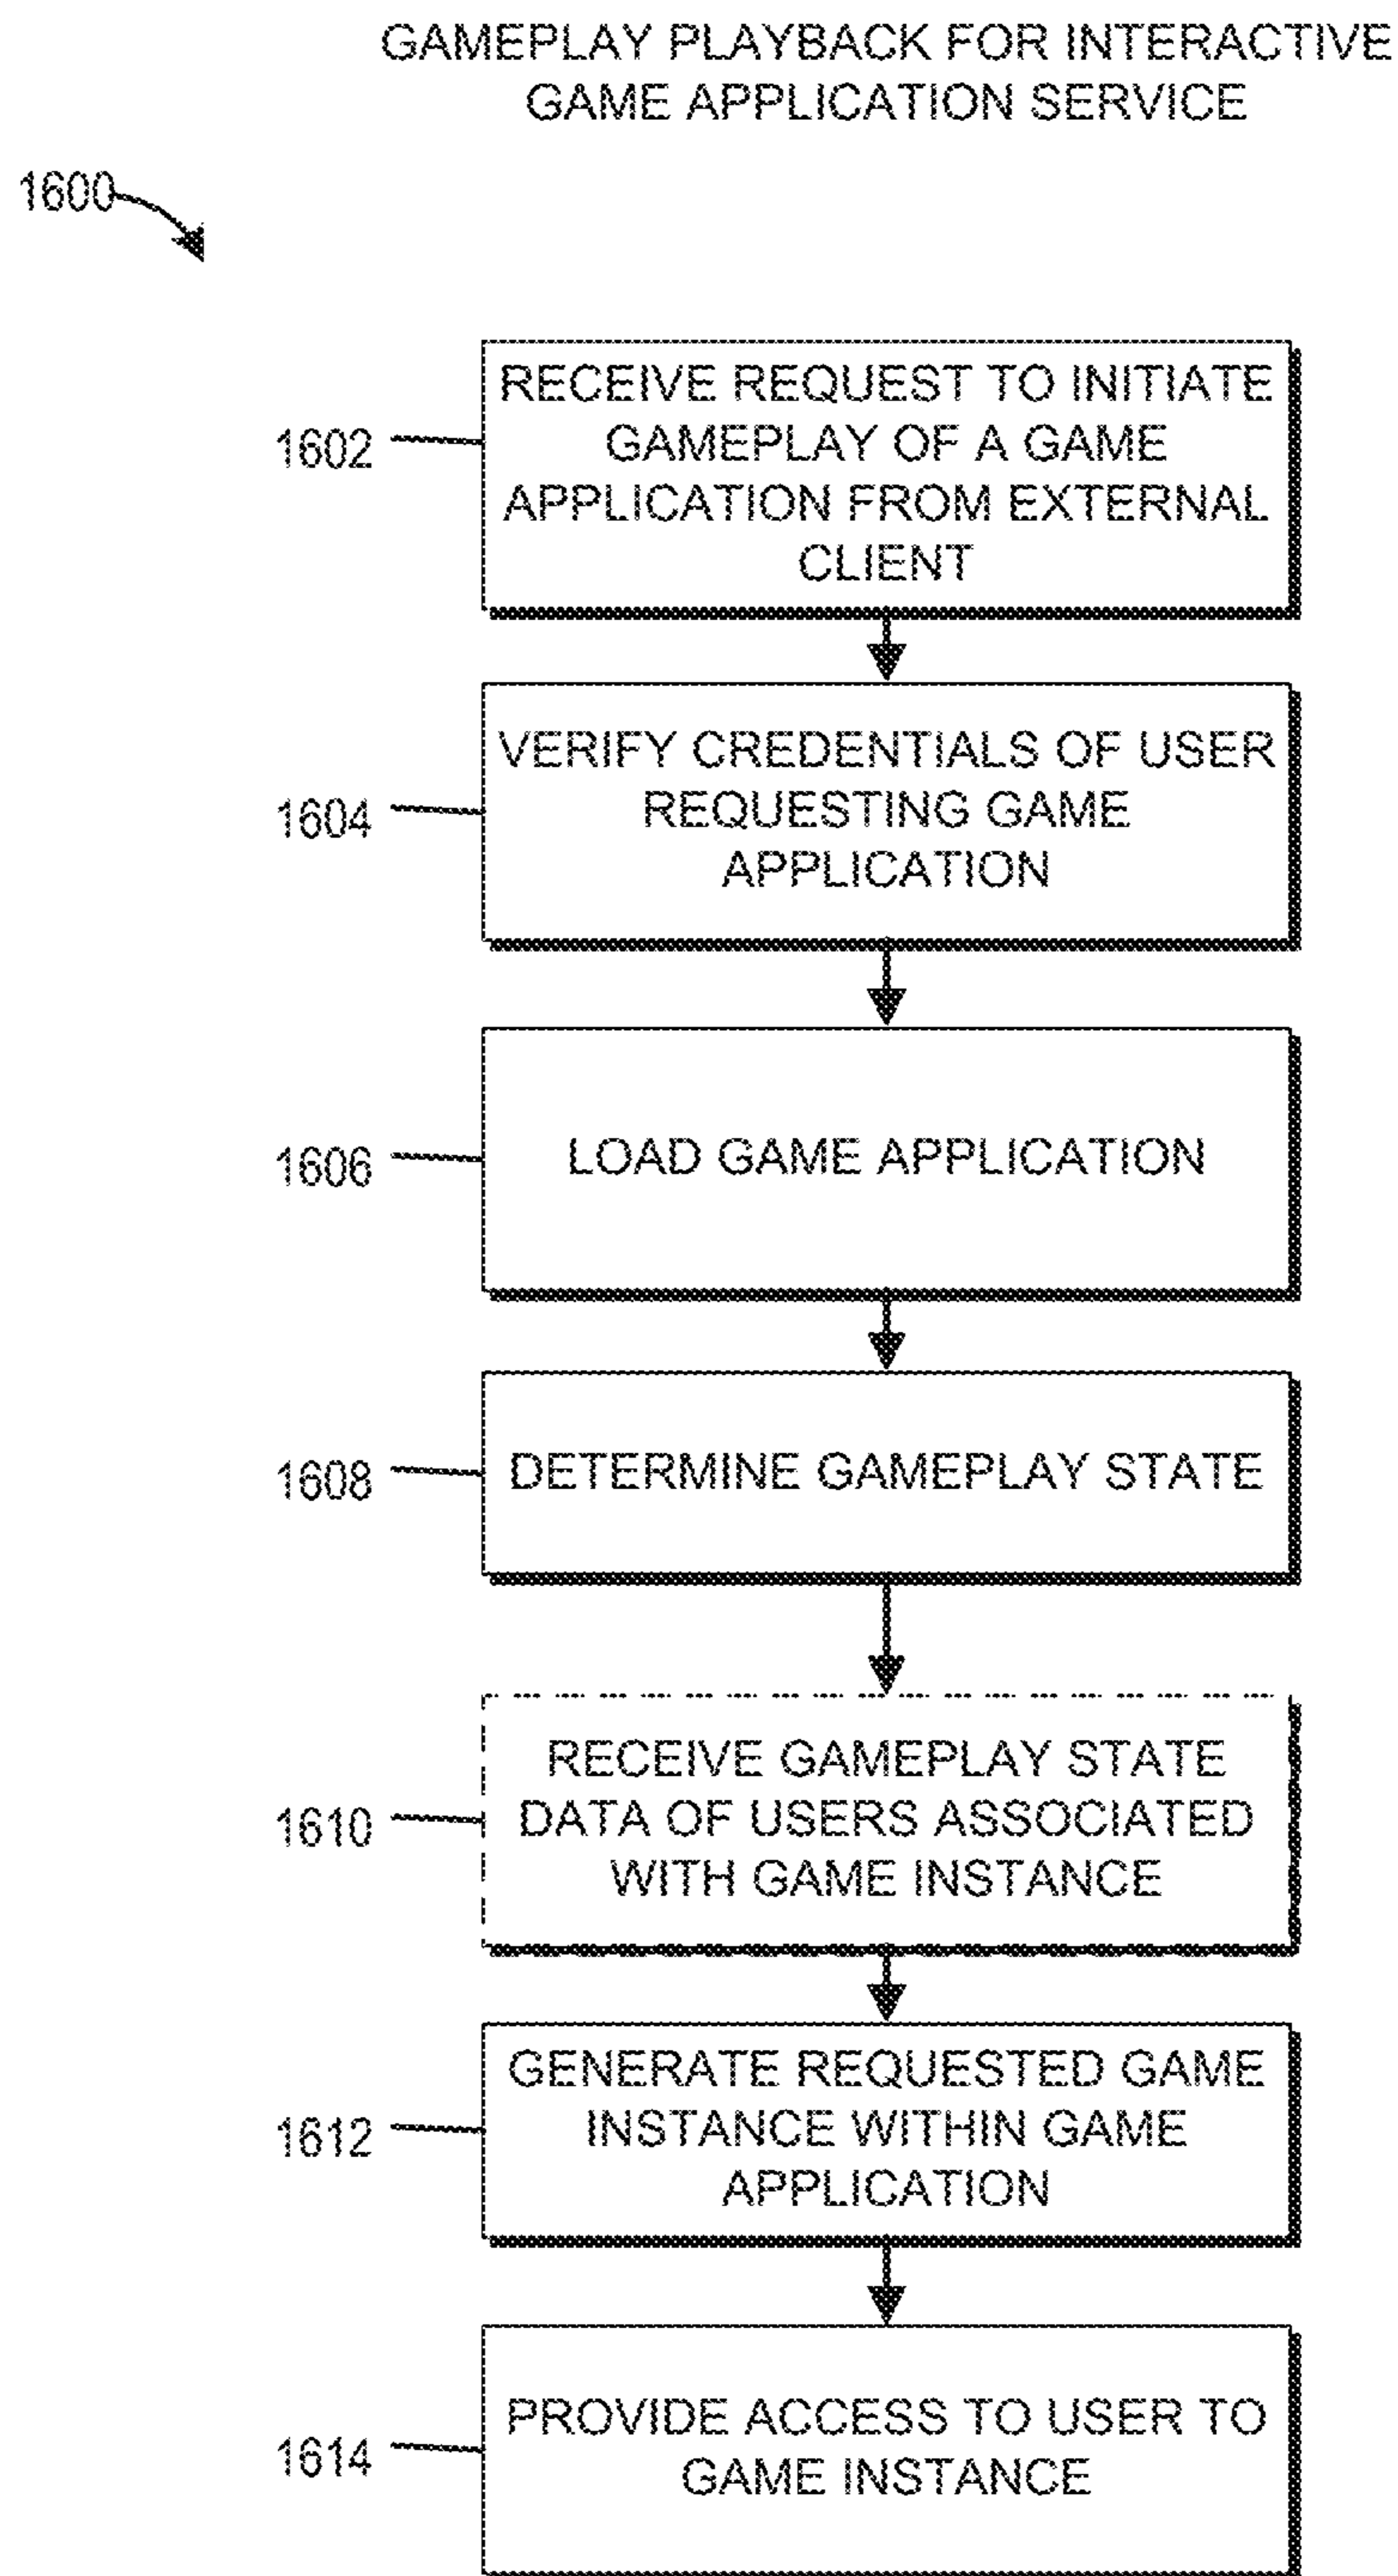 GAMEPLAY PLAYBACK FOR INTERACTIVE
GAME APPLICATION SERVICE
1600
RECEIVE REQUEST TO INITIATE
GAMEPLAY OF A GAME
APPLICATION FROM EXTERNAL
CLIENT
1602
VERIFY CREDENTIALS OF USER
REQUESTING GAME
APPLICATION
1604
LOAD GAME APPLICATION
1606
DETERMINE GAMEPLAY STATE
1608
RECEIVE GAMEPLAY STATE
DATA OF USERS ASSOCIATED
WITH GAME INSTANCE
1610
GENERATE REQUESTED GAME
INSTANCE WITHIN GAME
APPLICATION
1612
PROVIDE ACCESS TO USER TO
GAME INSTANCE
1614